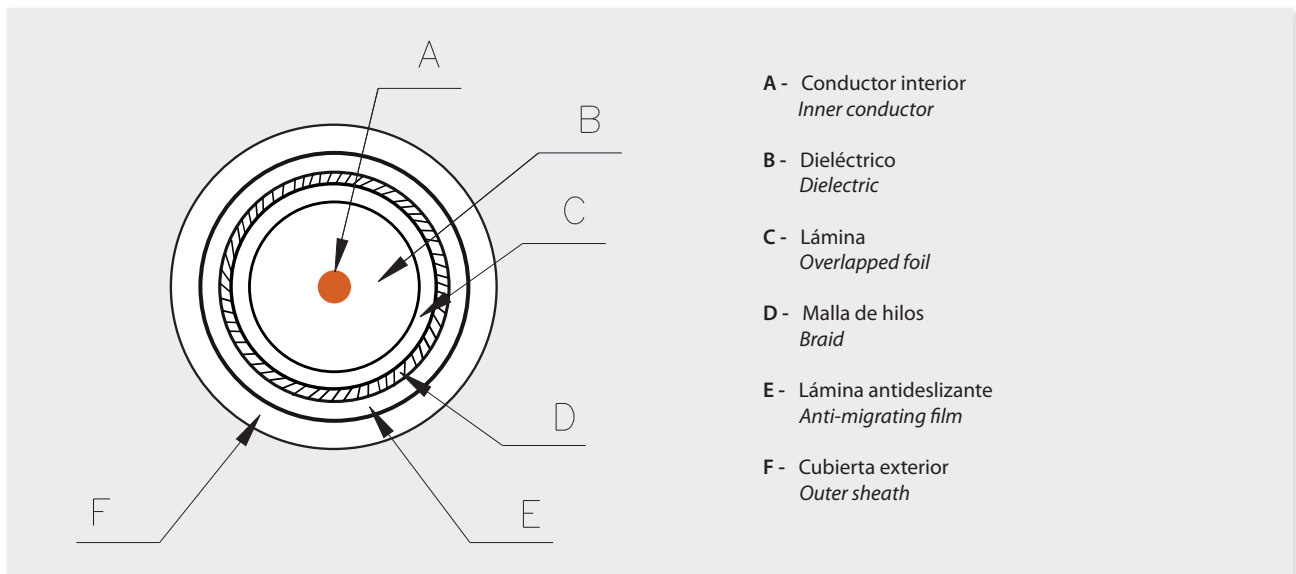 A
B
C
D
E
F
A - Conductor interior
Inner conductor
B - Dieléctrico
Dielectric
C - Lámina
Overlapped foil
D - Malla de hilos
Braid
E - Lámina antideslizante
Anti-migrating film
F - Cubierta exterior
Outer sheath